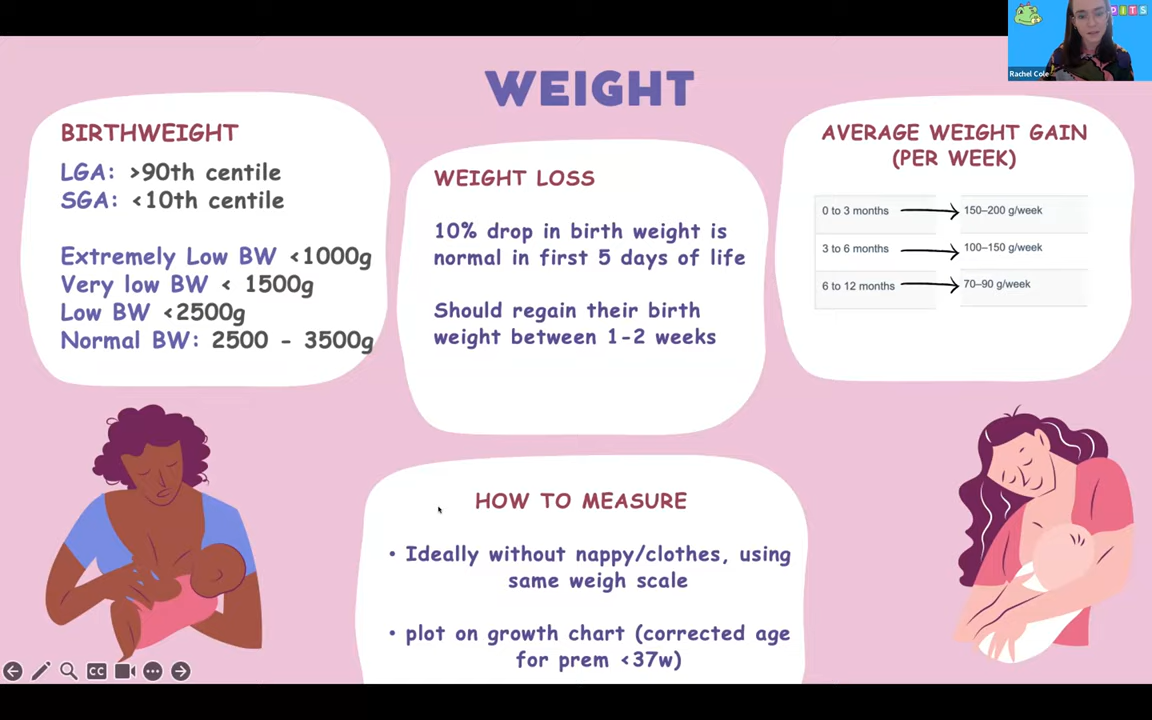 PITS
Rachel Cole
WEIGHT
BIRTHWEIGHT
LGA: >90th centile
SGA: <10th centile
Extremely Low BW <1000g
Very low BW < 1500g
Low BW <2500g
Normal BW: 2500 - 3500g
WEIGHT LOSS
10% drop in birth weight is
normal in first 5 days of life
Should regain their birth
weight between 1-2 weeks
AVERAGE WEIGHT GAIN
(PER WEEK)
0 to 3 months 150–200 g/week
3 to 6 months 100–150 g/week
6 to 12 months 70–90 g/week
HOW TO MEASURE
• Ideally without nappy/clothes, using
same weigh scale
• plot on growth chart (corrected age
for prem <37w)
CC